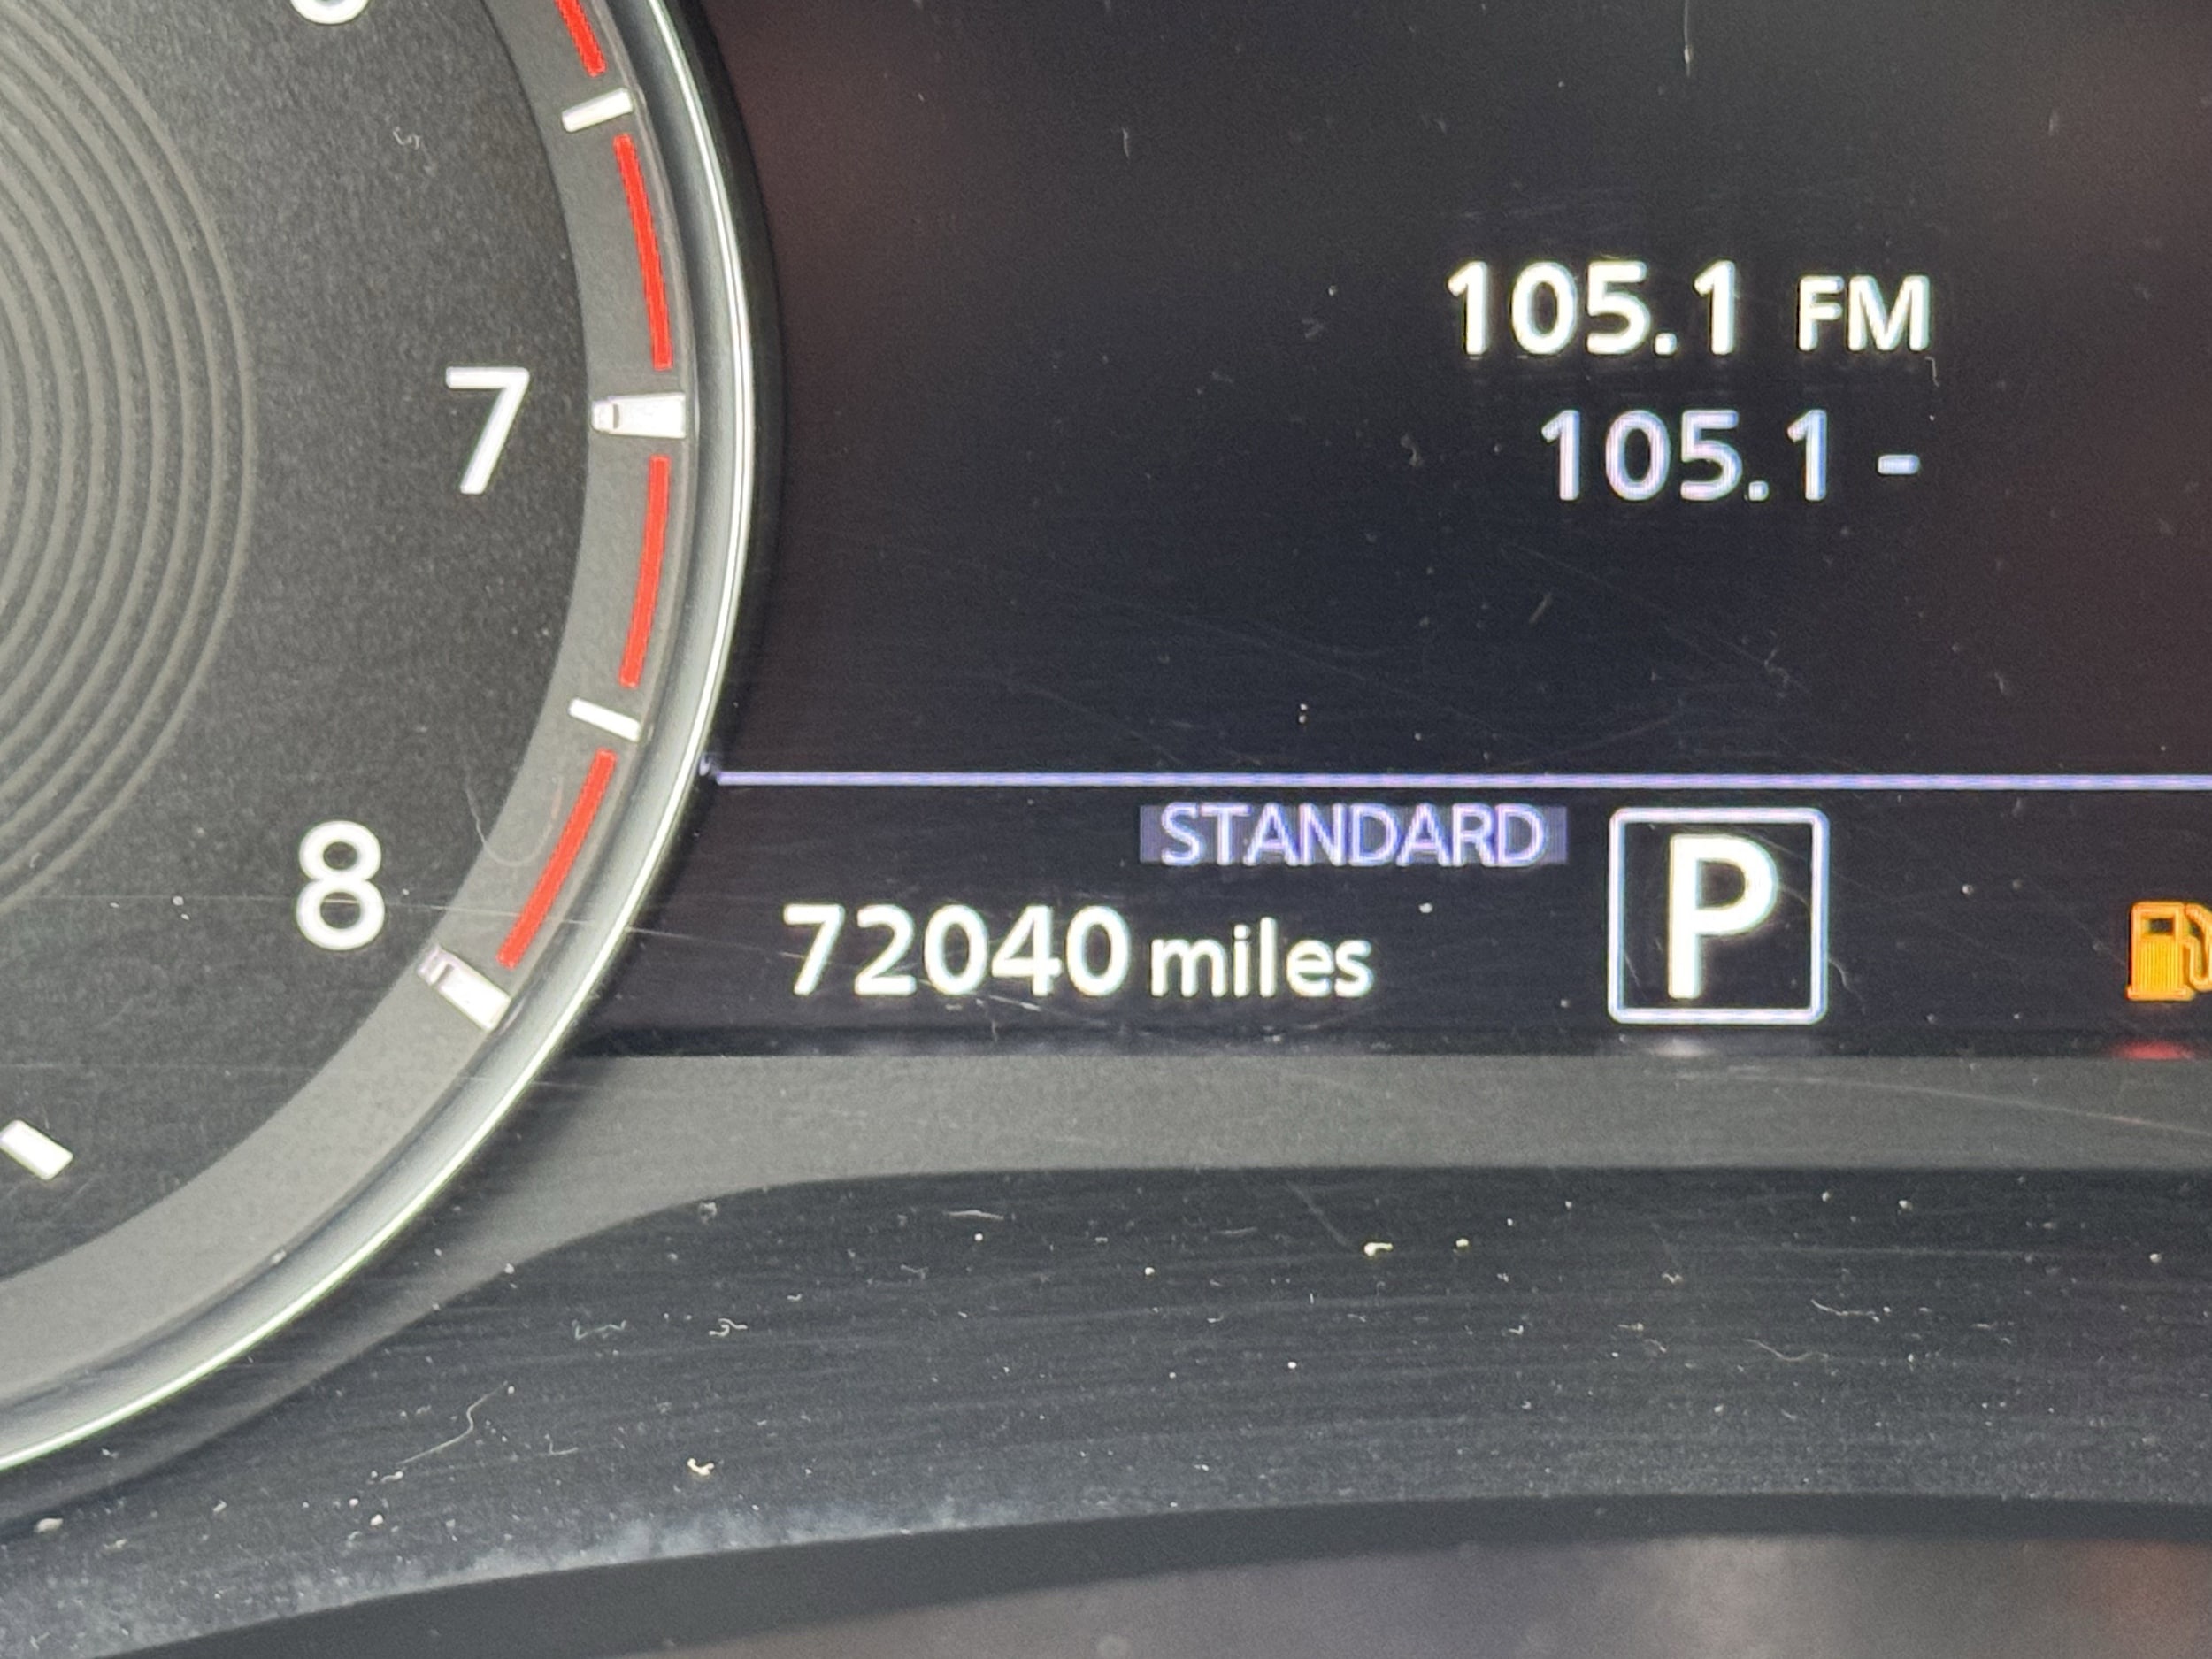 7
8
105.1 FM
105.1 -
STANDARD
P
72040 miles